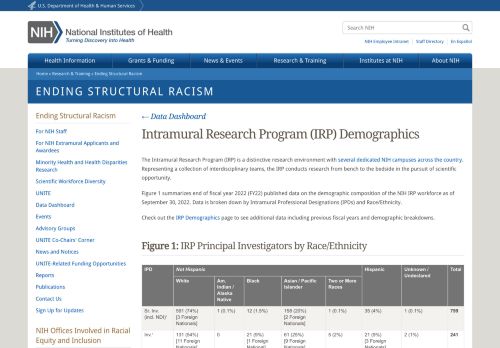 U.S. Department of Health & Human Services
NIH National Institutes of Health
Turning Discovery Into Health
Search NIH
NIH Employee Intranet | Staff Directory | En Español
Health Information
Grants & Funding
News & Events
Research & Training
Institutes at NIH
About NIH
Home » Research & Training » Ending Structural Racism
ENDING STRUCTURAL RACISM
Ending Structural Racism
For NIH Staff
For NIH Extramural Applicants and
Awardees
Minority Health and Health Disparities
Research
Scientific Workforce Diversity
UNITE
Data Dashboard
Events
Advisory Groups
UNITE Co-Chairs' Corner
News and Notices
UNITE-Related Funding Opportunities
Reports
Publications
Contact Us
Sign Up for Updates
NIH Offices Involved in Racial
Equity and Inclusion
← Data Dashboard
Intramural Research Program (IRP) Demographics
The Intramural Research Program (IRP) is a distinctive research environment with several dedicated NIH campuses across the country.
Representing a collection of interdisciplinary teams, the IRP conducts research from bench to the bedside in the pursuit of scientific
opportunity.
Figure 1 summarizes end of fiscal year 2022 (FY22) published data on the demographic composition of the NIH IRP workforce as of
September 30, 2022. Data is broken down by Intramural Professional Designations (IPDs) and Race/Ethnicity.
Check out the IRP Demographics page to see additional data including previous fiscal years and demographic breakdowns.
Figure 1: IRP Principal Investigators by Race/Ethnicity
IPD
Not Hispanic
Hispanic
Unknown /
Undeclared
Total
White
Am.
Indian /
Alaska
Native
Black
Asian / Pacific
Islander
Two or More
Races
Sr. Inv.
(incl. NDI)
591 (74%)
[3 Foreign
Nationals]
1 (0.1%)
12 (1.5%)
158 (20%)
[2 Foreign
Nationals]
1 (0.1%)
35 (4%)
1 (0.1%)
799
Inv.
131 (54%)
[11 Foreign
0
21 (9%)
[1 Foreign
61 (25%)
[9 Foreign
5 (2%)
21 (9%)
[3 Foreign
2 (1%)
241